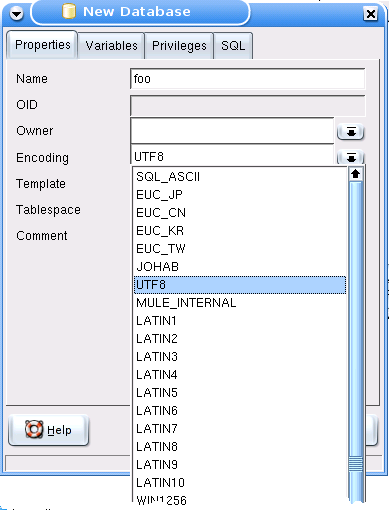 New Database
Properties Variables Privileges SQL
Name foo
OID
Owner
Encoding UTF8
Template
Tablespace
Comment
SQL_ASCII
EUC_JP
EUC_CN
EUC_KR
EUC_TW
JOHAB
UTF8
MULE_INTERNAL
LATIN1
LATIN2
LATIN3
LATIN4
LATIN5
LATIN6
LATIN7
LATIN8
LATIN9
LATIN10
WIN1256
Help